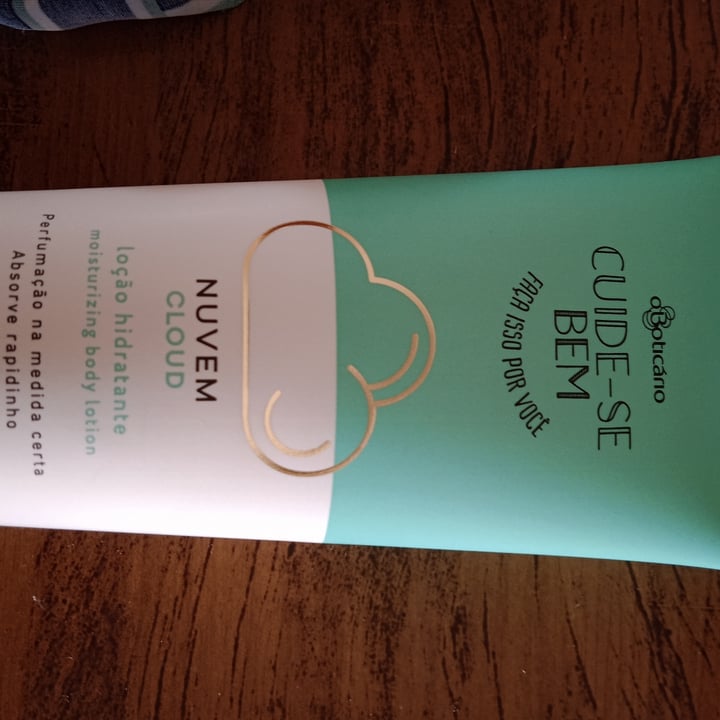 oBoticário
CUIDE-SE
BEM
FAÇA ISSO POR VOCÊ
NUVEM
CLOUD
loção hidratante
moisturizing body lotion
Perfumação na medida certa
Absorve rapidinho